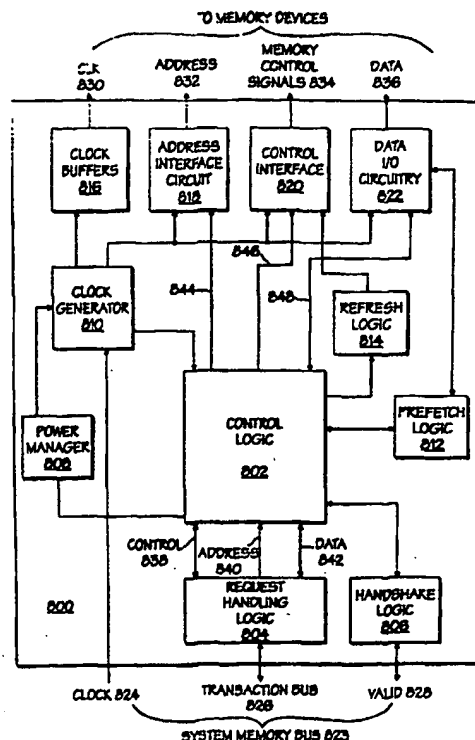 TO MEMORY DEVICES
CLK
830
ADDRESS
832
MEMORY
CONTROL
SIGNALS 834
DATA
836
CLOCK
BUFFERS
816
ADDRESS
INTERFACE
CIRCUIT
818
CONTROL
INTERFACE
820
DATA
I/O
CIRCUITRY
822
846
844
848
CLOCK
GENERATOR
810
REFRESH
LOGIC
814
POWER
MANAGER
808
CONTROL
LOGIC
802
PREFETCH
LOGIC
812
CONTROL
838
ADDRESS
840
DATA
842
800
REQUEST
HANDLING
LOGIC
804
HANDSHAKE
LOGIC
806
CLOCK 824
TRANSACTION BUS
826
VALID 828
SYSTEM MEMORY BUS 823